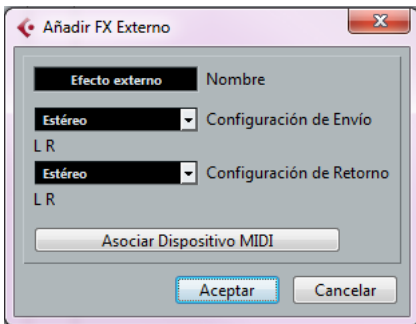 Añadir FX Externo
Efecto externo Nombre
Estéreo Configuración de Envío
L R
Estéreo Configuración de Retorno
L R
Asociar Dispositivo MIDI
Aceptar Cancelar